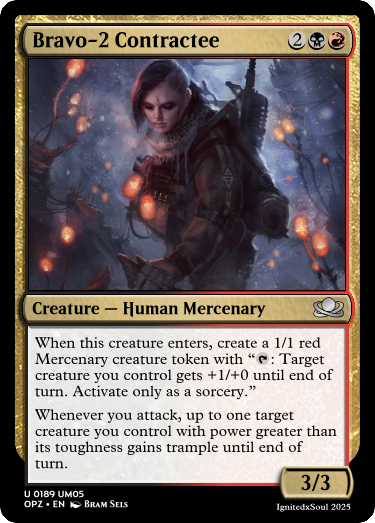 Bravo-2 Contractee 2
Creature — Human Mercenary
When this creature enters, create a 1/1 red
Mercenary creature token with “: Target
creature you control gets +1/+0 until end of
turn. Activate only as a sorcery.”
Whenever you attack, up to one target
creature you control with power greater than
its toughness gains trample until end of
turn.
3/3
U 0189 UM05
OPZ • EN Bram Sels
IgnitedxSoul 2025